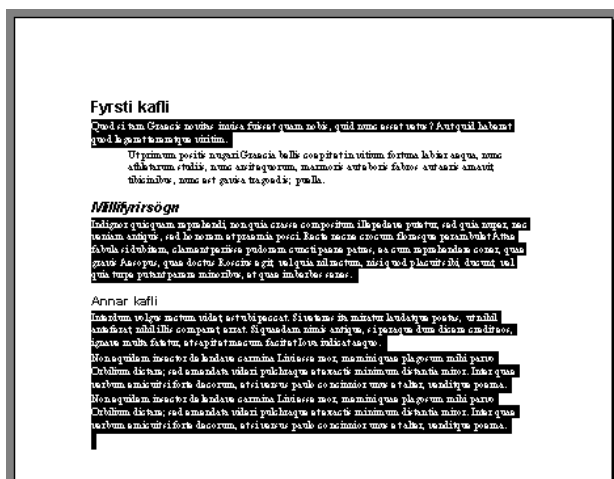 Fyrsti kafli
Quod si tam Graecis novitas invisa fuisset quam nobis, quid nunc esset vetus? Aut quid haberet
quod legeret tereretque viritim.
Ut primum positis nugari Graecia bellis coepit et in vitium fortuna labier aequa, nunc
athletarum studiis, nunc arsit equorum, marmoris aut eboris fabros aut aeris amavit,
tibicinibus, nunc est gavisa tragoedis; puella.
Millifyrirsögn
Indignor quicquam reprehendi, non quia crasse compositum illepedeve putetur, sed quia nuper, nec
veniam antiquis, sed honorem et praemia posci. Recte necne crocum floresque perambulet Attae
fabula si dubitem, clament periisse pudorem cuncti paene patres, ea cum reprehendere coner, quae
gravis Aesopus, quae doctus Roscius egit; vel quia nil rectum, nisi quod placuit sibi, ducunt, vel
quia turpe putant parere minoribus, et quae imberbes senes.
Annar kafli
Interdum volgus rectum videt, est ubi peccat. Si veteres ita miratur laudatque poetas, ut nihil
anteferat, nihil illis comparet, errat. Si quaedam nimis antique, si peraque dure dicere credit eos,
ignave multa fatetur, et sapit et mecum facit et Iova iudicat aequo.
Non equidem insector delendave carmina Livi esse reor, memini quae plagosum mihi parvo
Orbilium dictare; sed emendata videri pulchraque et exactis minimum distantia miror. Inter quae
verbum emicuit si forte decorum, et si versus paulo concinnior unus et alter, venditque poema.
Non equidem insector delendave carmina Livi esse reor, memini quae plagosum mihi parvo
Orbilium dictare; sed emendata videri pulchraque et exactis minimum distantia miror. Inter quae
verbum emicuit si forte decorum, et si versus paulo concinnior unus et alter, venditque poema.